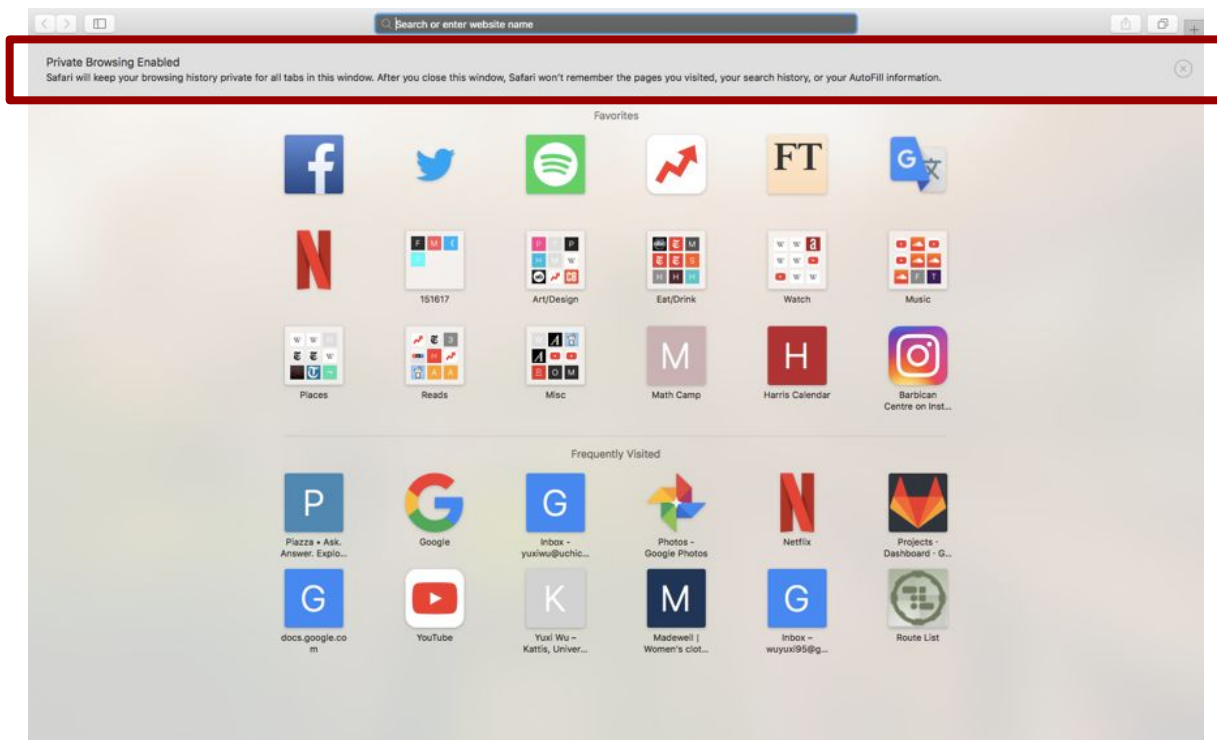 Search or enter website name
Private Browsing Enabled
Safari will keep your browsing history private for all tabs in this window. After you close this window, Safari won't remember the pages you visited, your search history, or your AutoFill information.
Favorites
f
FT
G
N
F M
151617
Art/Design
Eat/Drink
Watch
Music
Places
Reads
Misc
M
Math Camp
H
Harris Calendar
Barbican
Centre on Inst...
Frequently Visited
P
Piazza • Ask.
Answer. Explo...
G
Google
G
Inbox -
yuxiwu@uchic...
Photos -
Google Photos
N
Netflix
Projects ·
Dashboard · G...
G
docs.google.co
m
YouTube
K
Yuxi Wu –
Kattis, Univer...
M
Madewell |
Women's clot...
G
Inbox –
wuyuxi95@g...
Route List